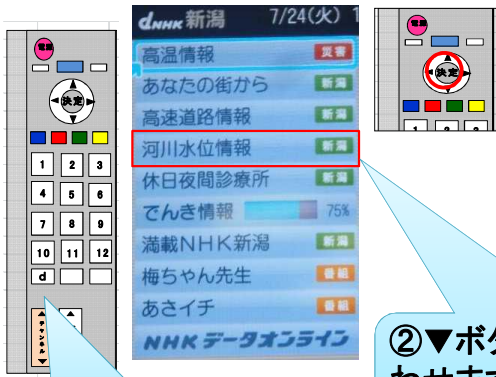 電源
決定
1 2 3
4 5 6
7 8 9
10 11 12
d
チャンネル
dNHK新潟 7/24(火) 1
高温情報 災害
あなたの街から 新潟
高速道路情報 新潟
河川水位情報 新潟
休日夜間診療所 新潟
でんき情報 75%
満載NHK新潟 新潟
梅ちゃん先生 番組
あさイチ 番組
NHKデータオンライン
電源
決定
②▼ボタ
わせます